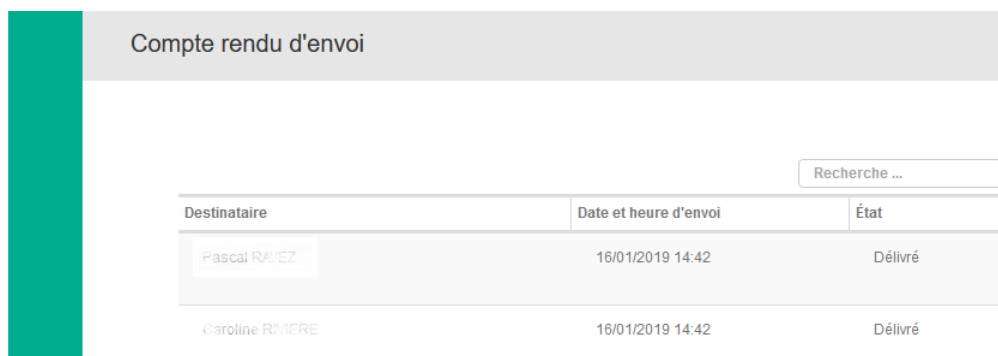 Compte rendu d'envoi
Recherche ...
Destinataire Date et heure d'envoi État
Pascal 16/01/2019 14:42 Délivré
Caroline 16/01/2019 14:42 Délivré